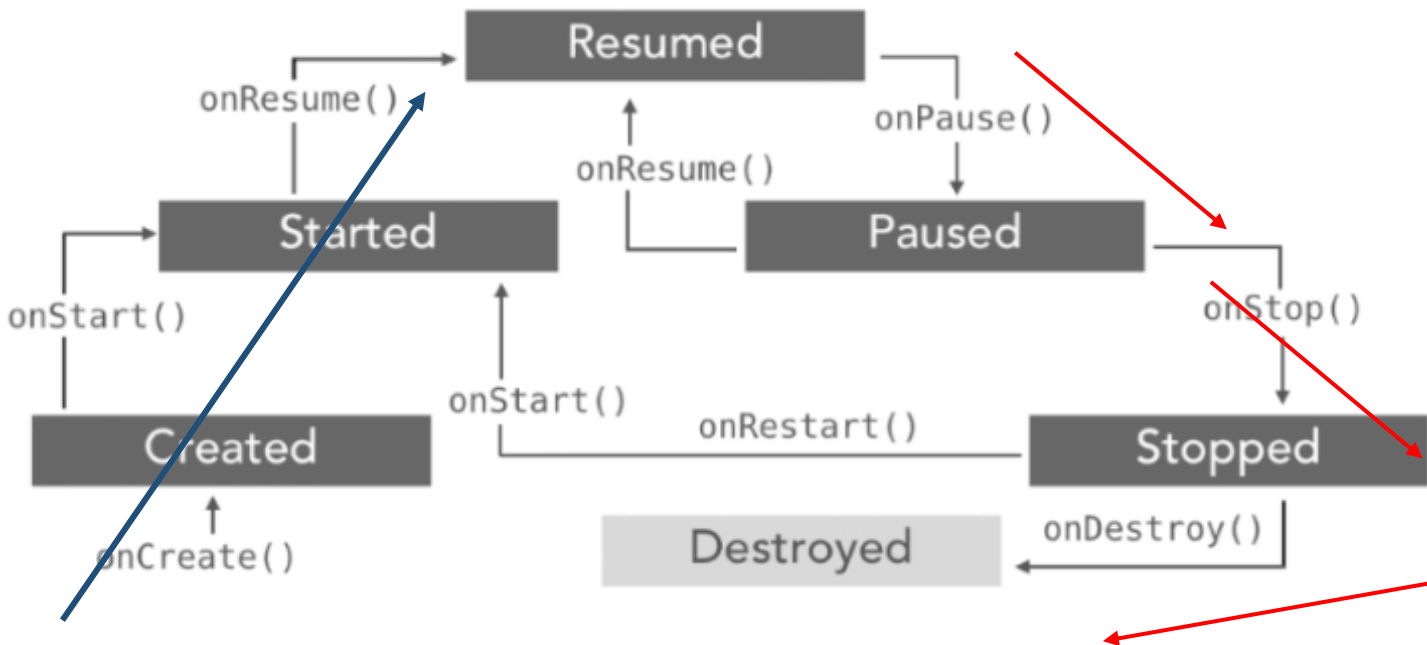 Resumed
onResume()
onPause()
onResume()
Started
Paused
onStart()
onStop()
onStart()
onRestart()
Created
Stopped
onCreate()
Destroyed
onDestroy()